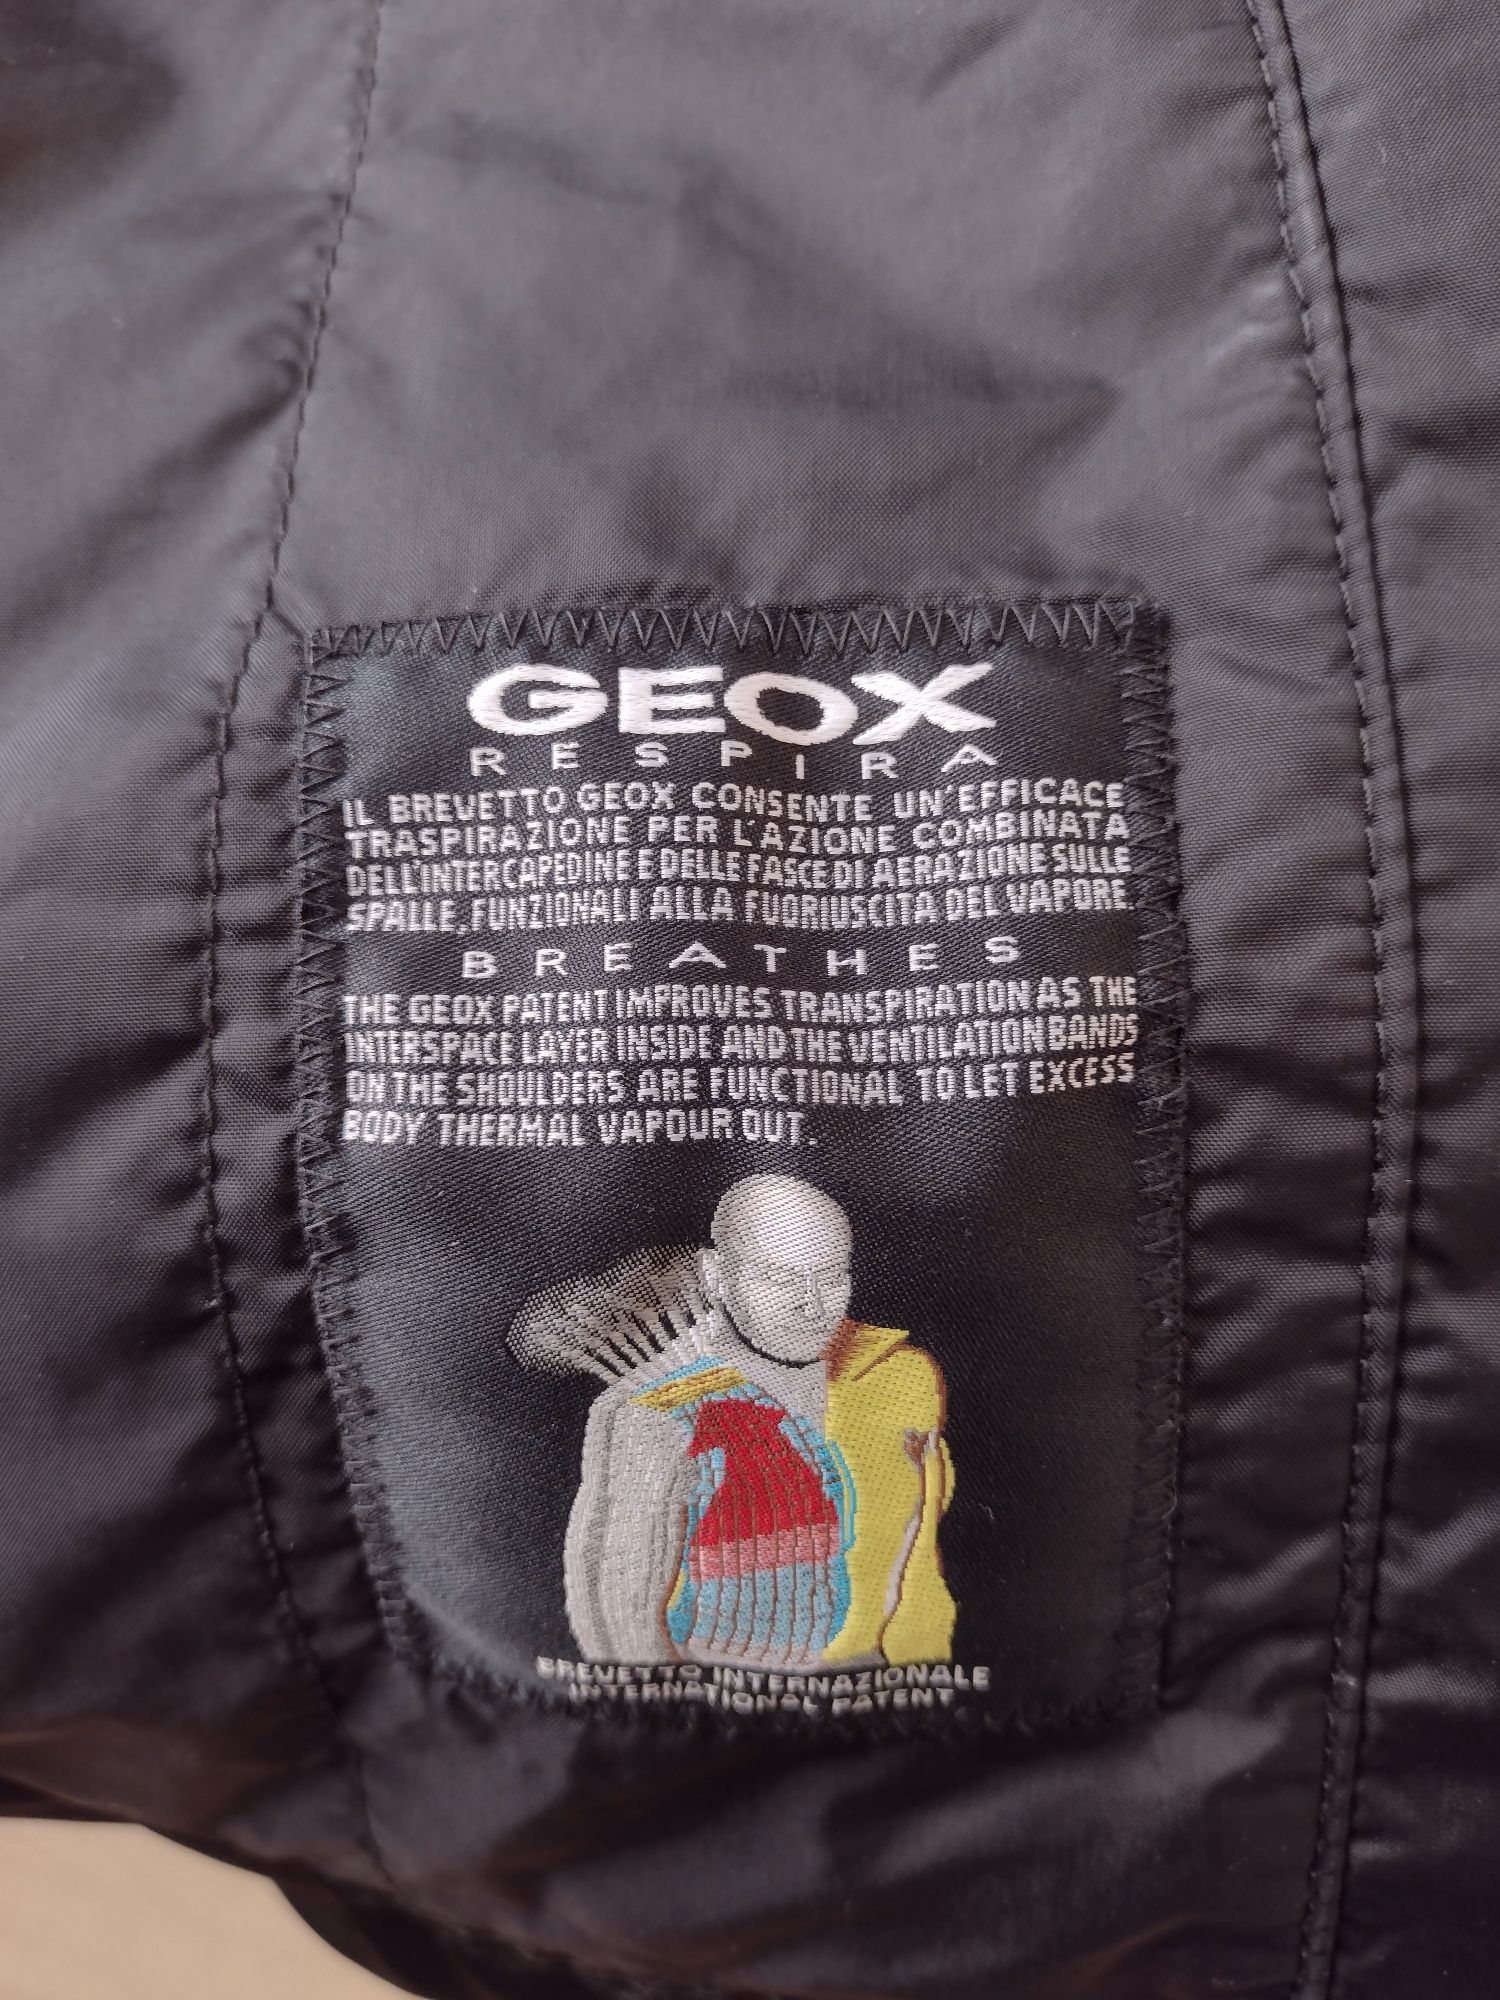 GEOX
RESPIRA
IL BREVETTO GEOX CONSENTE UN'EFFICACE
TRASPIRAZIONE PER L'AZIONE COMBINATA
DELL'INTERCAPEDINE E DELLE FASCE DI AERAZIONE SULLE
SPALLE, FUNZIONALI ALLA FUORIUSCITA DEL VAPORE.
BREATHES
THE GEOX PATENT IMPROVES TRANSPIRATION AS THE
INTERSPACE LAYER INSIDE AND THE VENTILATION BANDS
ON THE SHOULDERS ARE FUNCTIONAL TO LET EXCESS
BODY THERMAL VAPOUR OUT.
BREVETTO INTERNAZIONALE
INTERNATIONAL PATENT